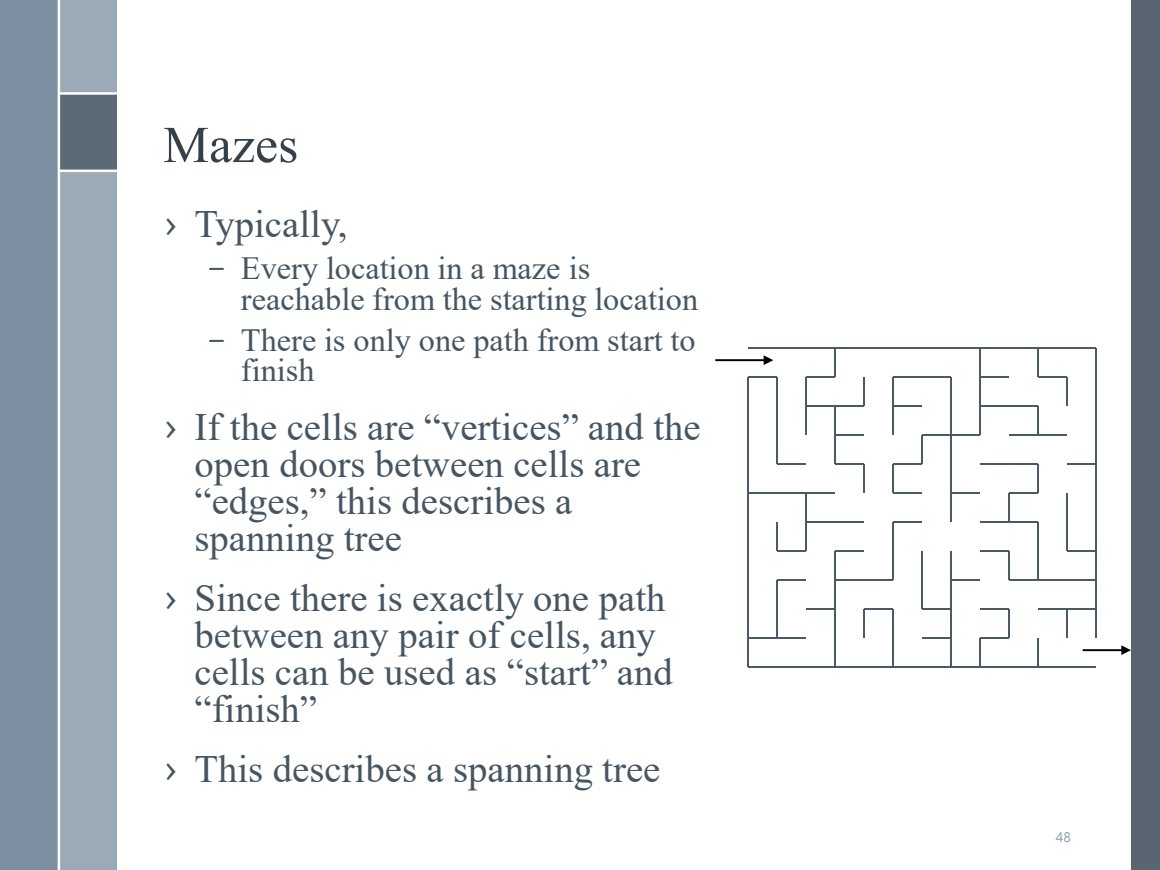 Mazes
› Typically,
– Every location in a maze is
reachable from the starting location
– There is only one path from start to
finish
› If the cells are “vertices” and the
open doors between cells are
“edges,” this describes a
spanning tree
› Since there is exactly one path
between any pair of cells, any
cells can be used as “start” and
“finish”
› This describes a spanning tree
48